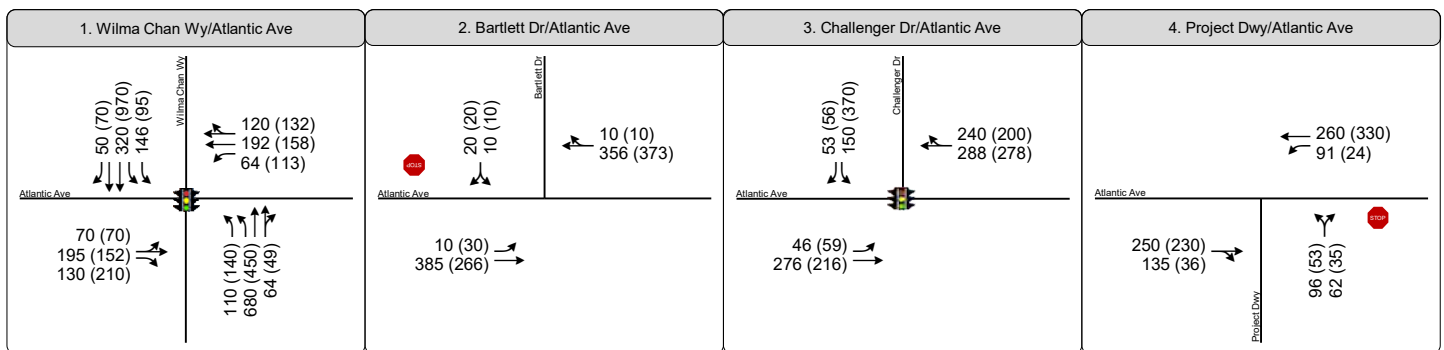 1. Wilma Chan Wy/Atlantic Ave
Wilma Chan Wy
50 (70)
320 (970)
146 (95)
120 (132)
192 (158)
64 (113)
Atlantic Ave
70 (70)
195 (152)
130 (210)
110 (140)
680 (450)
64 (49)
2. Bartlett Dr/Atlantic Ave
Bartlett Dr
20 (20)
10 (10)
10 (10)
356 (373)
STOP
Atlantic Ave
10 (30)
385 (266)
3. Challenger Dr/Atlantic Ave
Challenger Dr
53 (56)
150 (370)
240 (200)
288 (278)
Atlantic Ave
46 (59)
276 (216)
4. Project Dwy/Atlantic Ave
260 (330)
91 (24)
Atlantic Ave
STOP
250 (230)
135 (36)
96 (53)
62 (35)
Project Dwy